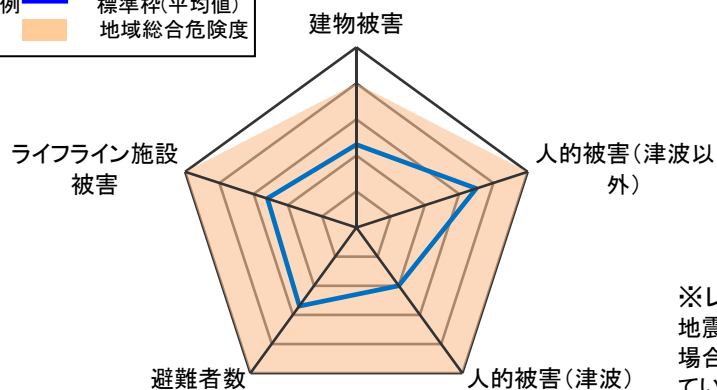 例 標準枠(平均値)
地域総合危険度
建物被害
ライフライン施設
被害
人的被害(津波以
外)
避難者数
人的被害(津波)
※レ
地震
場合
てい